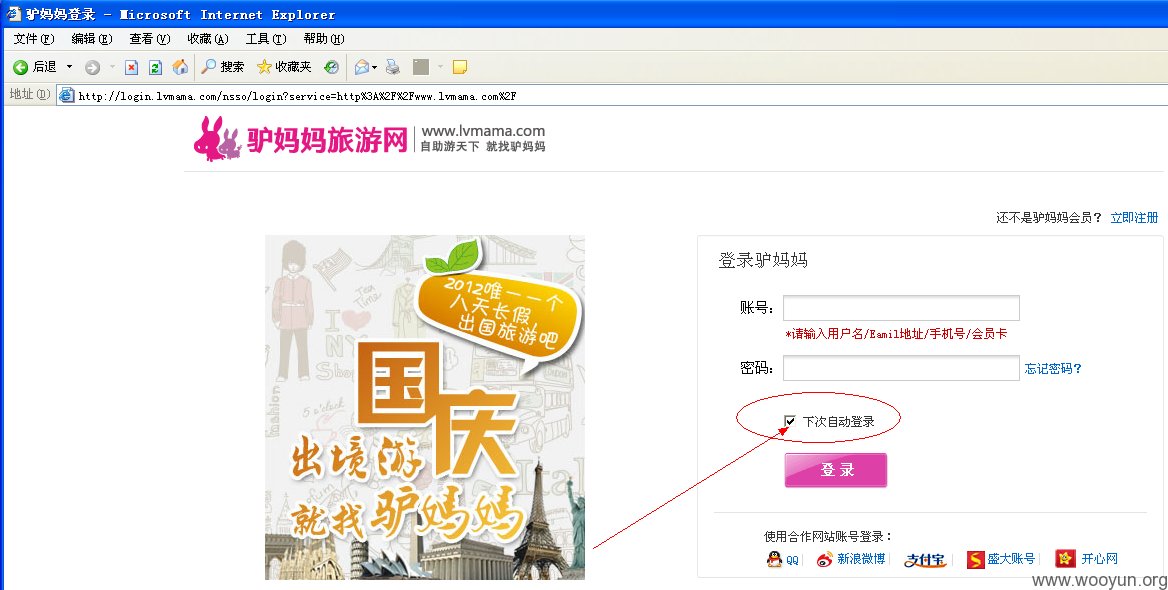 驴妈妈登录 - Microsoft Internet Explorer
文件(F) 编辑(E) 查看(V) 收藏(A) 工具(T) 帮助(H)
后退 搜索 收藏夹
地址(D) http://login.lvmama.com/nsso/login?service=http%3A%2F%2Fwww.lvmama.com%2F
驴妈妈旅游网
www.lvmama.com
自助游天下 就找驴妈妈
还不是驴妈妈会员? 立即注册
登录驴妈妈
2012唯一一个
八天长假,
出国旅游吧
Tea Time
I
NY
Shop
5 o'clock
fashion
Ital
国庆
出境游
就找驴妈妈
账号:
*请输入用户名/Eamil地址/手机号/会员卡
密码: 忘记密码?
下次自动登录
登 录
使用合作网站账号登录:
QQ 新浪微博 支付宝 盛大账号 开心网
www.wooyun.org